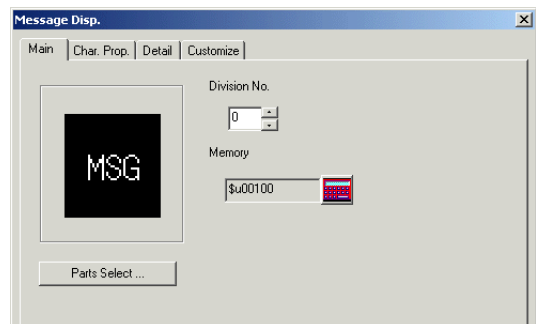 Message Disp.
Main Char. Prop. Detail Customize
Division No.
0
Memory
MSG
$u00100
Parts Select ...